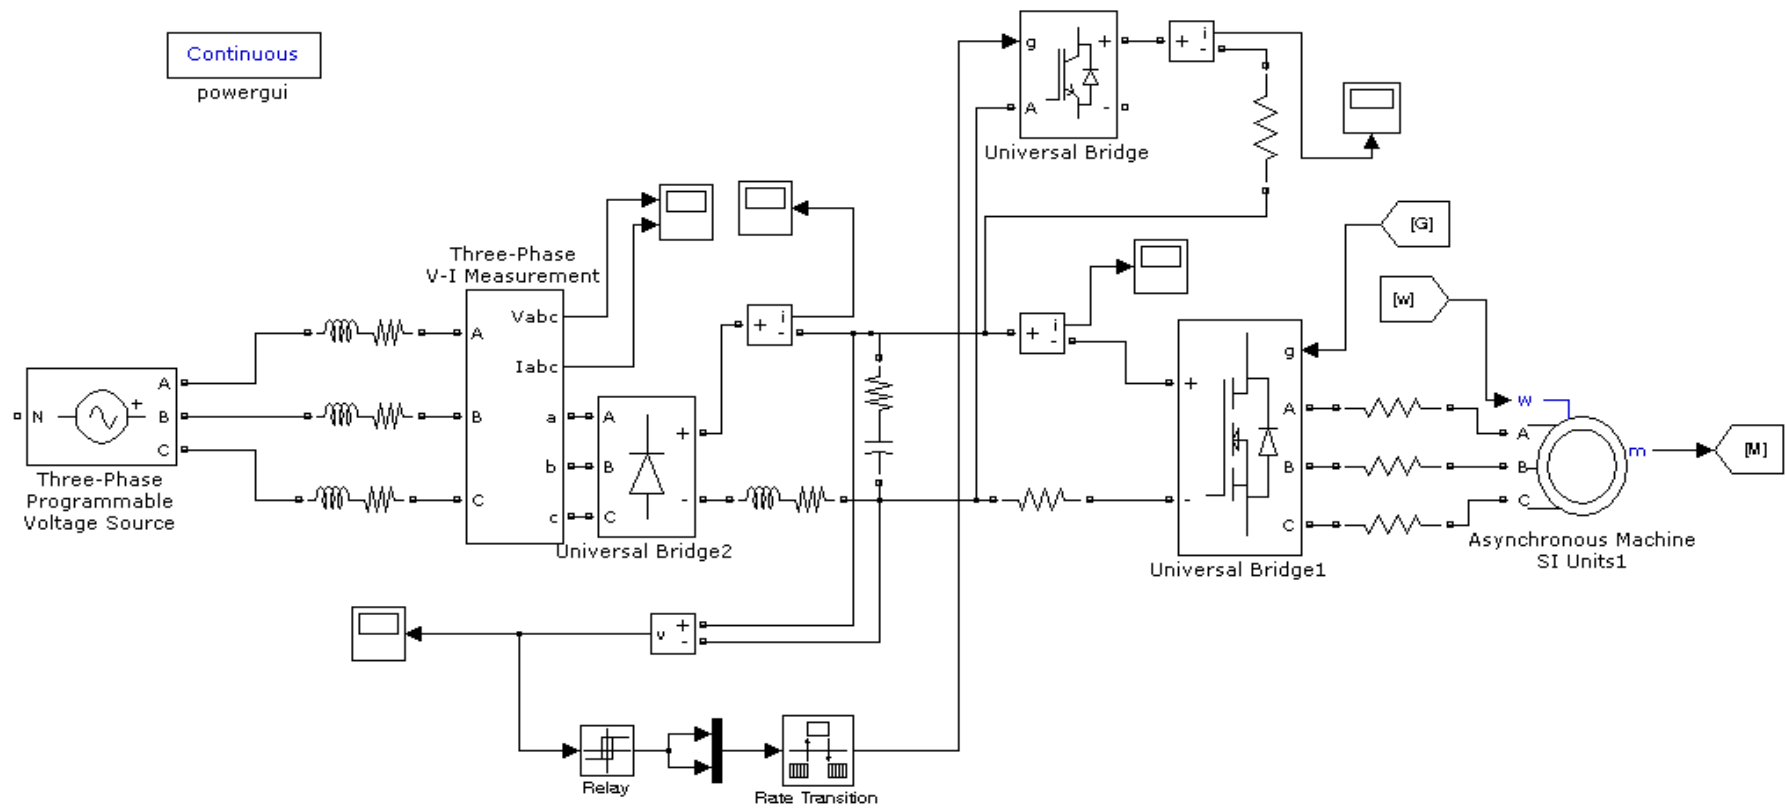 Continuous
powergui
g
+
A
-
Universal Bridge
+
i
-
[G]
[w]
Three-Phase
V-I Measurement
A
B
C
Vabc
Iabc
a
b
c
N
+
A
B
C
Three-Phase
Programmable
Voltage Source
A
B
C
+
-
Universal Bridge2
+
i
-
+
i
-
+
-
g
A
B
C
Universal Bridge1
w
A
B
C
m
[M]
Asynchronous Machine
SI Units1
v
+
-
Relay
Rate Transition